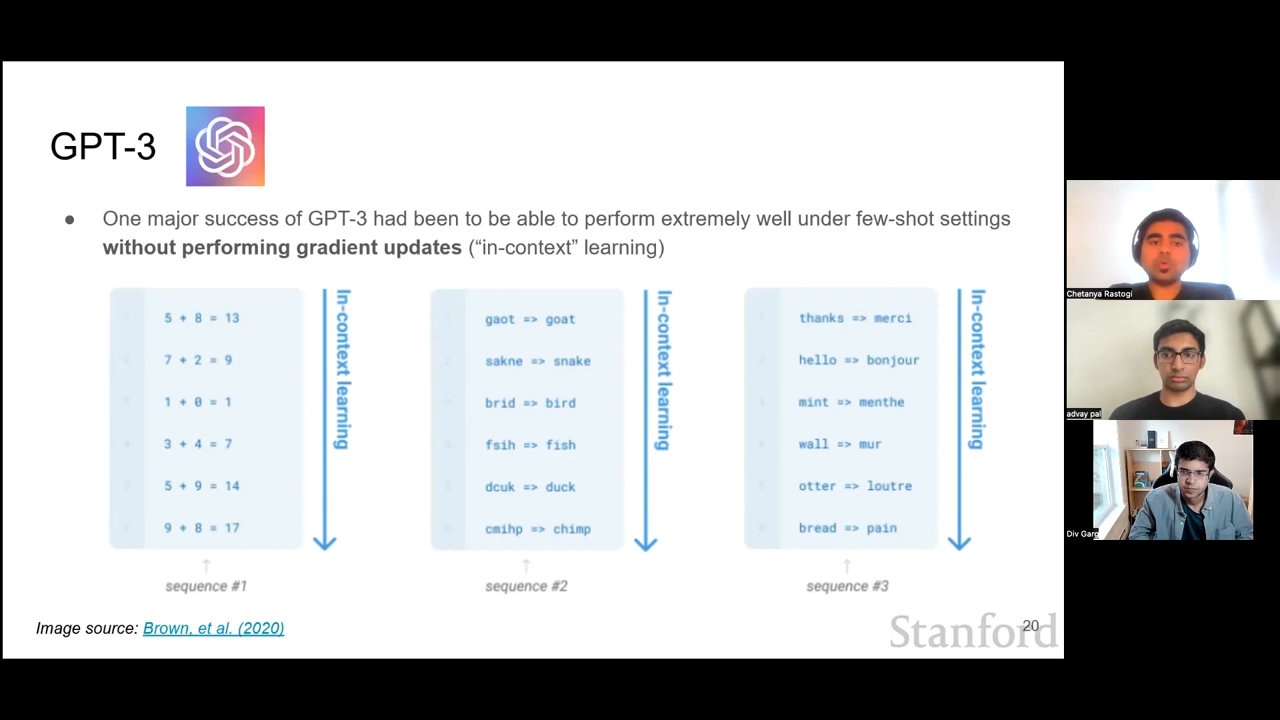 GPT-3
● One major success of GPT-3 had been to be able to perform extremely well under few-shot settings
without performing gradient updates (“in-context” learning)
5 + 8 = 13
7 + 2 = 9
1 + 0 = 1
3 + 4 = 7
5 + 9 = 14
9 + 8 = 17
In-context learning
sequence #1
gaot => goat
sakne => snake
brid => bird
fsih => fish
dcuk => duck
cmihp => chimp
In-context learning
sequence #2
thanks => merci
hello => bonjour
mint => menthe
wall => mur
otter => loutre
bread => pain
In-context learning
sequence #3
Image source: Brown, et al. (2020)
Stanford
20
Chetanya Rastogi
advay pal
Div Garg